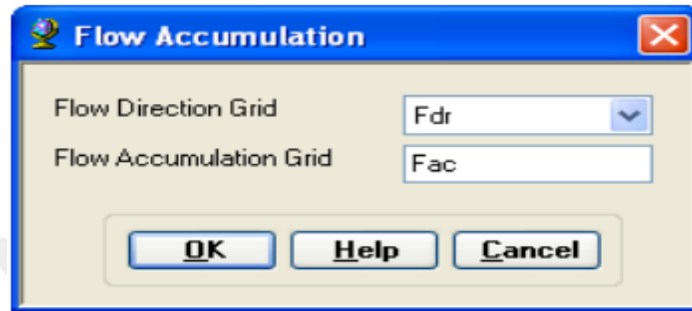 Flow Accumulation
Flow Direction Grid Fdr
Flow Accumulation Grid Fac
OK Help Cancel